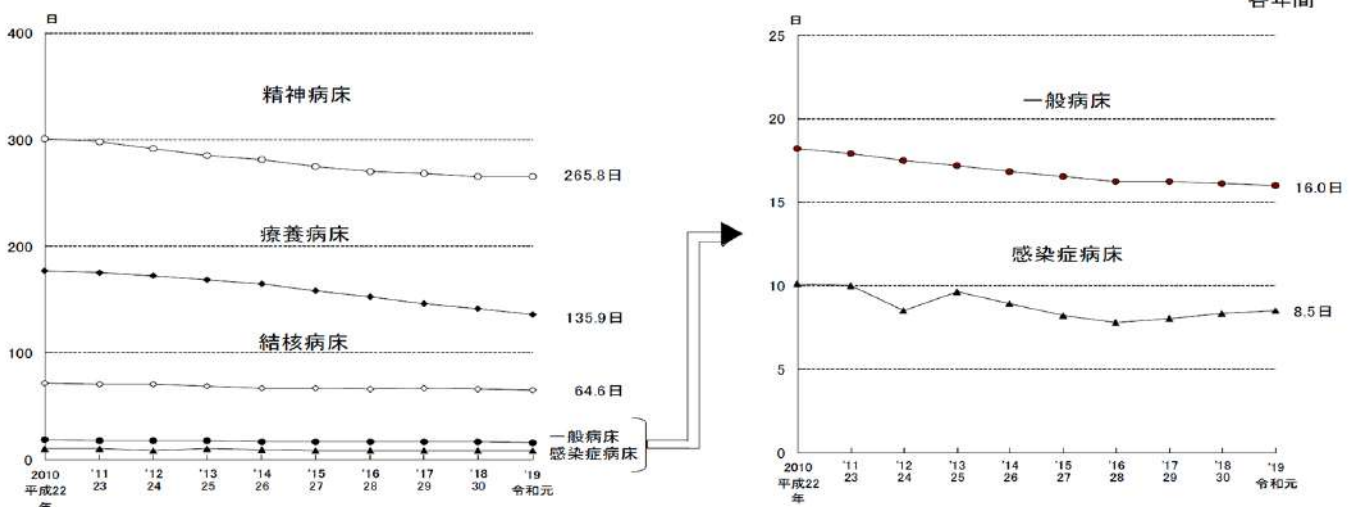 各年間
日
400
300
200
100
0
精神病床
265.8日
療養病床
135.9日
結核病床
64.6日
一般病床
感染症病床
2010 '11 '12 '13 '14 '15 '16 '17 '18 '19
平成22 23 24 25 26 27 28 29 30 令和元
年
日
25
20
15
10
5
0
一般病床
16.0日
感染症病床
8.5日
2010 '11 '12 '13 '14 '15 '16 '17 '18 '19
平成22 23 24 25 26 27 28 29 30 令和元
年